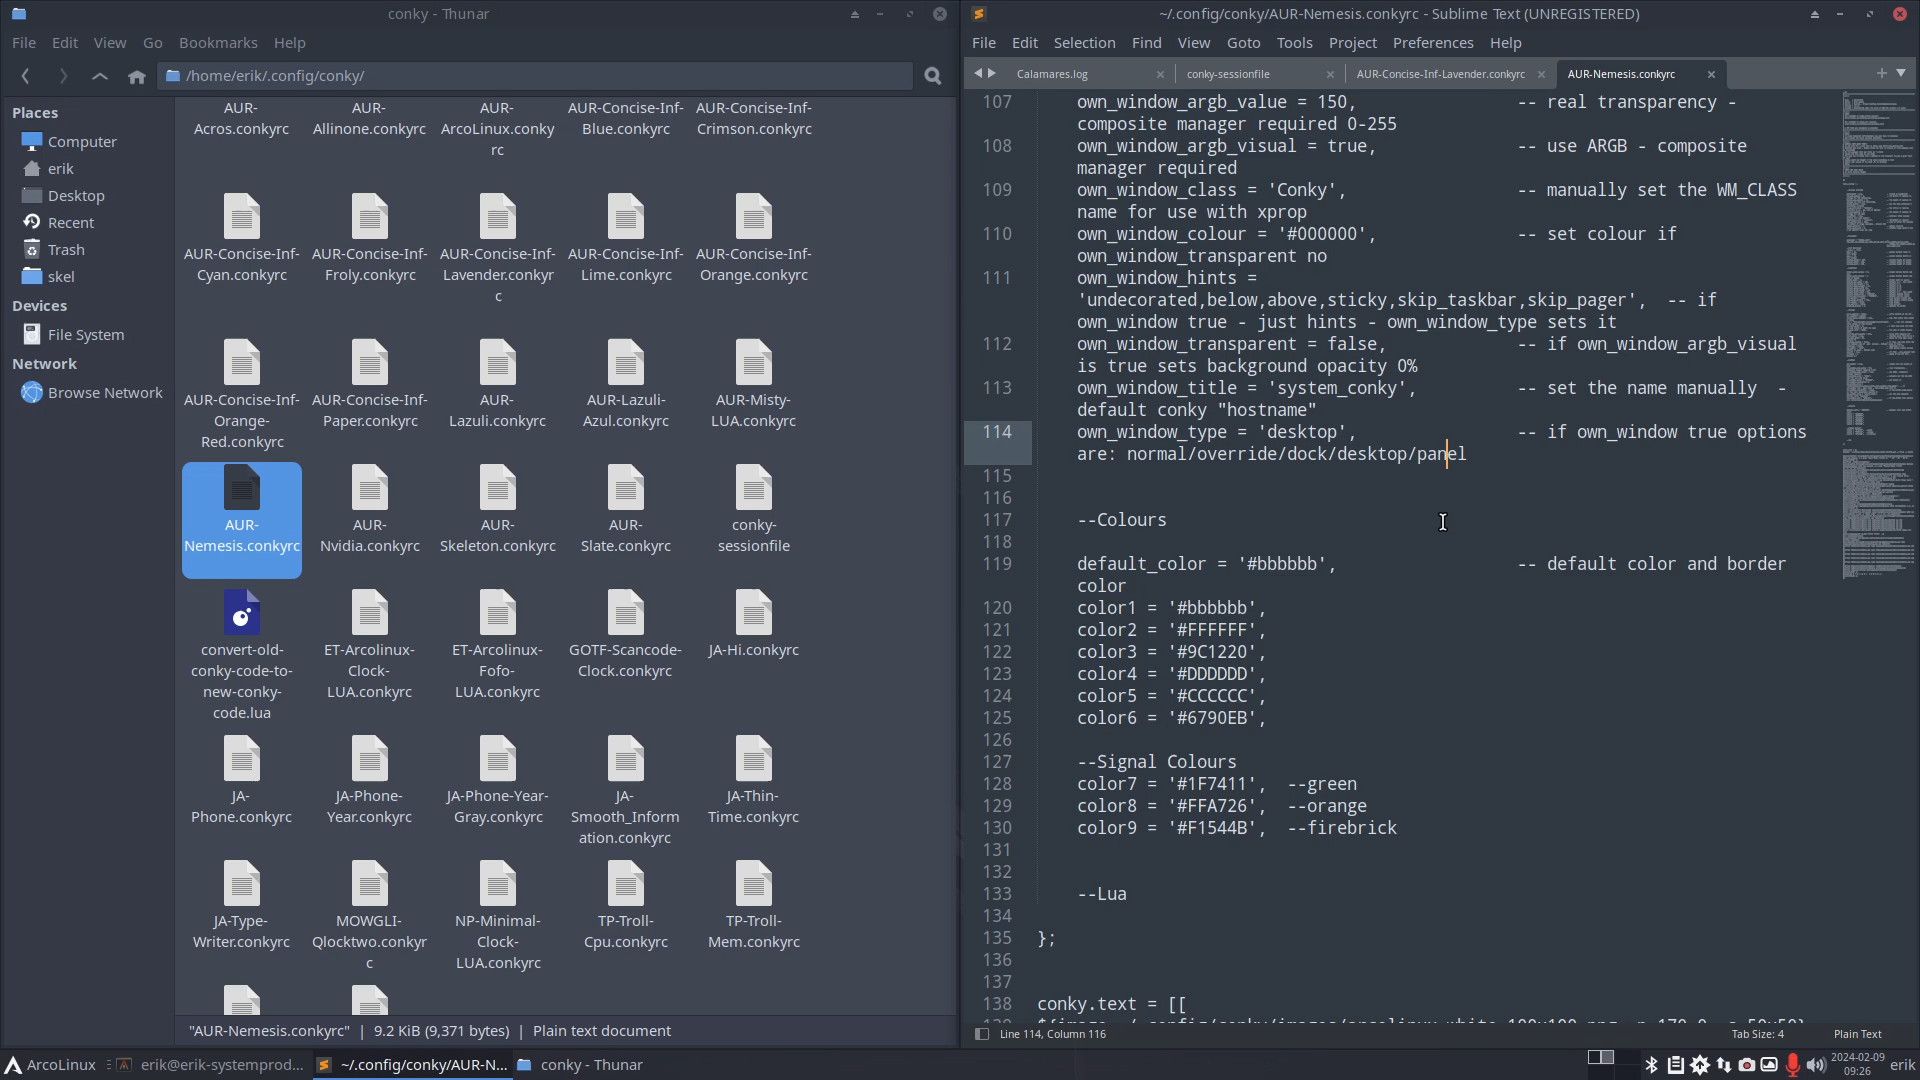 conky - Thunar
File Edit View Go Bookmarks Help
/home/erik/.config/conky/
Places
Computer
erik
Desktop
Recent
Trash
skel
Devices
File System
Network
Browse Network
AUR-
Acros.conkyrc
AUR-
Allinone.conkyrc
AUR-
ArcoLinux.conky
rc
AUR-Concise-Inf-
Blue.conkyrc
AUR-Concise-Inf-
Crimson.conkyrc
AUR-Concise-Inf-
Cyan.conkyrc
AUR-Concise-Inf-
Froly.conkyrc
AUR-Concise-Inf-
Lavender.conkyr
c
AUR-Concise-Inf-
Lime.conkyrc
AUR-Concise-Inf-
Orange.conkyrc
AUR-Concise-Inf-
Orange-
Red.conkyrc
AUR-Concise-Inf-
Paper.conkyrc
AUR-
Lazuli.conkyrc
AUR-Lazuli-
Azul.conkyrc
AUR-Misty-
LUA.conkyrc
AUR-
Nemesis.conkyrc
AUR-
Nvidia.conkyrc
AUR-
Skeleton.conkyrc
AUR-
Slate.conkyrc
conky-
sessionfile
convert-old-
conky-code-to-
new-conky-
code.lua
ET-Arcolinux-
Clock-
LUA.conkyrc
ET-Arcolinux-
Fofo-
LUA.conkyrc
GOTF-Scancode-
Clock.conkyrc
JA-Hi.conkyrc
JA-
Phone.conkyrc
JA-Phone-
Year.conkyrc
JA-Phone-Year-
Gray.conkyrc
JA-
Smooth_Inform
ation.conkyrc
JA-Thin-
Time.conkyrc
JA-Type-
Writer.conkyrc
MOWGLI-
Qlocktwo.conkyr
c
NP-Minimal-
Clock-
LUA.conkyrc
TP-Troll-
Cpu.conkyrc
TP-Troll-
Mem.conkyrc
"AUR-Nemesis.conkyrc" | 9.2 KiB (9,371 bytes) | Plain text document
~/.config/conky/AUR-Nemesis.conkyrc - Sublime Text (UNREGISTERED)
File Edit Selection Find View Goto Tools Project Preferences Help
Calamares.log conky-sessionfile AUR-Concise-Inf-Lavender.conkyrc AUR-Nemesis.conkyrc
107 own_window_argb_value = 150, -- real transparency -
composite manager required 0-255
108 own_window_argb_visual = true, -- use ARGB - composite
manager required
109 own_window_class = 'Conky', -- manually set the WM_CLASS
name for use with xprop
110 own_window_colour = '#000000', -- set colour if
own_window_transparent no
111 own_window_hints =
'undecorated,below,above,sticky,skip_taskbar,skip_pager', -- if
own_window true - just hints - own_window_type sets it
112 own_window_transparent = false, -- if own_window_argb_visual
is true sets background opacity 0%
113 own_window_title = 'system_conky', -- set the name manually -
default conky "hostname"
114 own_window_type = 'desktop', -- if own_window true options
are: normal/override/dock/desktop/panel
115
116
117 --Colours
118
119 default_color = '#bbbbbb', -- default color and border
color
120 color1 = '#bbbbbb',
121 color2 = '#FFFFFF',
122 color3 = '#9C1220',
123 color4 = '#DDDDDD',
124 color5 = '#CCCCCC',
125 color6 = '#6790EB',
126
127 --Signal Colours
128 color7 = '#1F7411', --green
129 color8 = '#FFA726', --orange
130 color9 = '#F1544B', --firebrick
131
132
133 --Lua
134
135 };
136
137
138 conky.text = [[
Line 114, Column 116 Tab Size: 4 Plain Text
ArcoLinux erik@erik-systemprod... ~/.config/conky/AUR-N... conky - Thunar 2024-02-09
09:26 erik